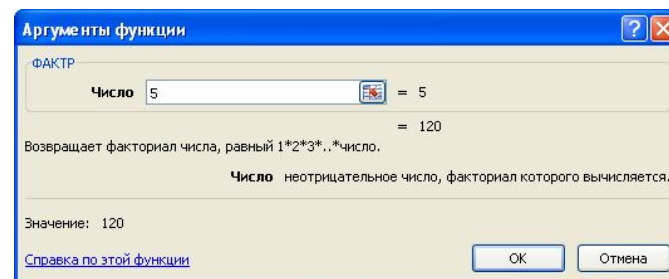 Аргументы функции
ФАКТР
Число 5 = 5
= 120
Возвращает факториал числа, равный 1*2*3*..*число.
Число неотрицательное число, факториал которого вычисляется.
Значение: 120
Справка по этой функции ОК Отмена